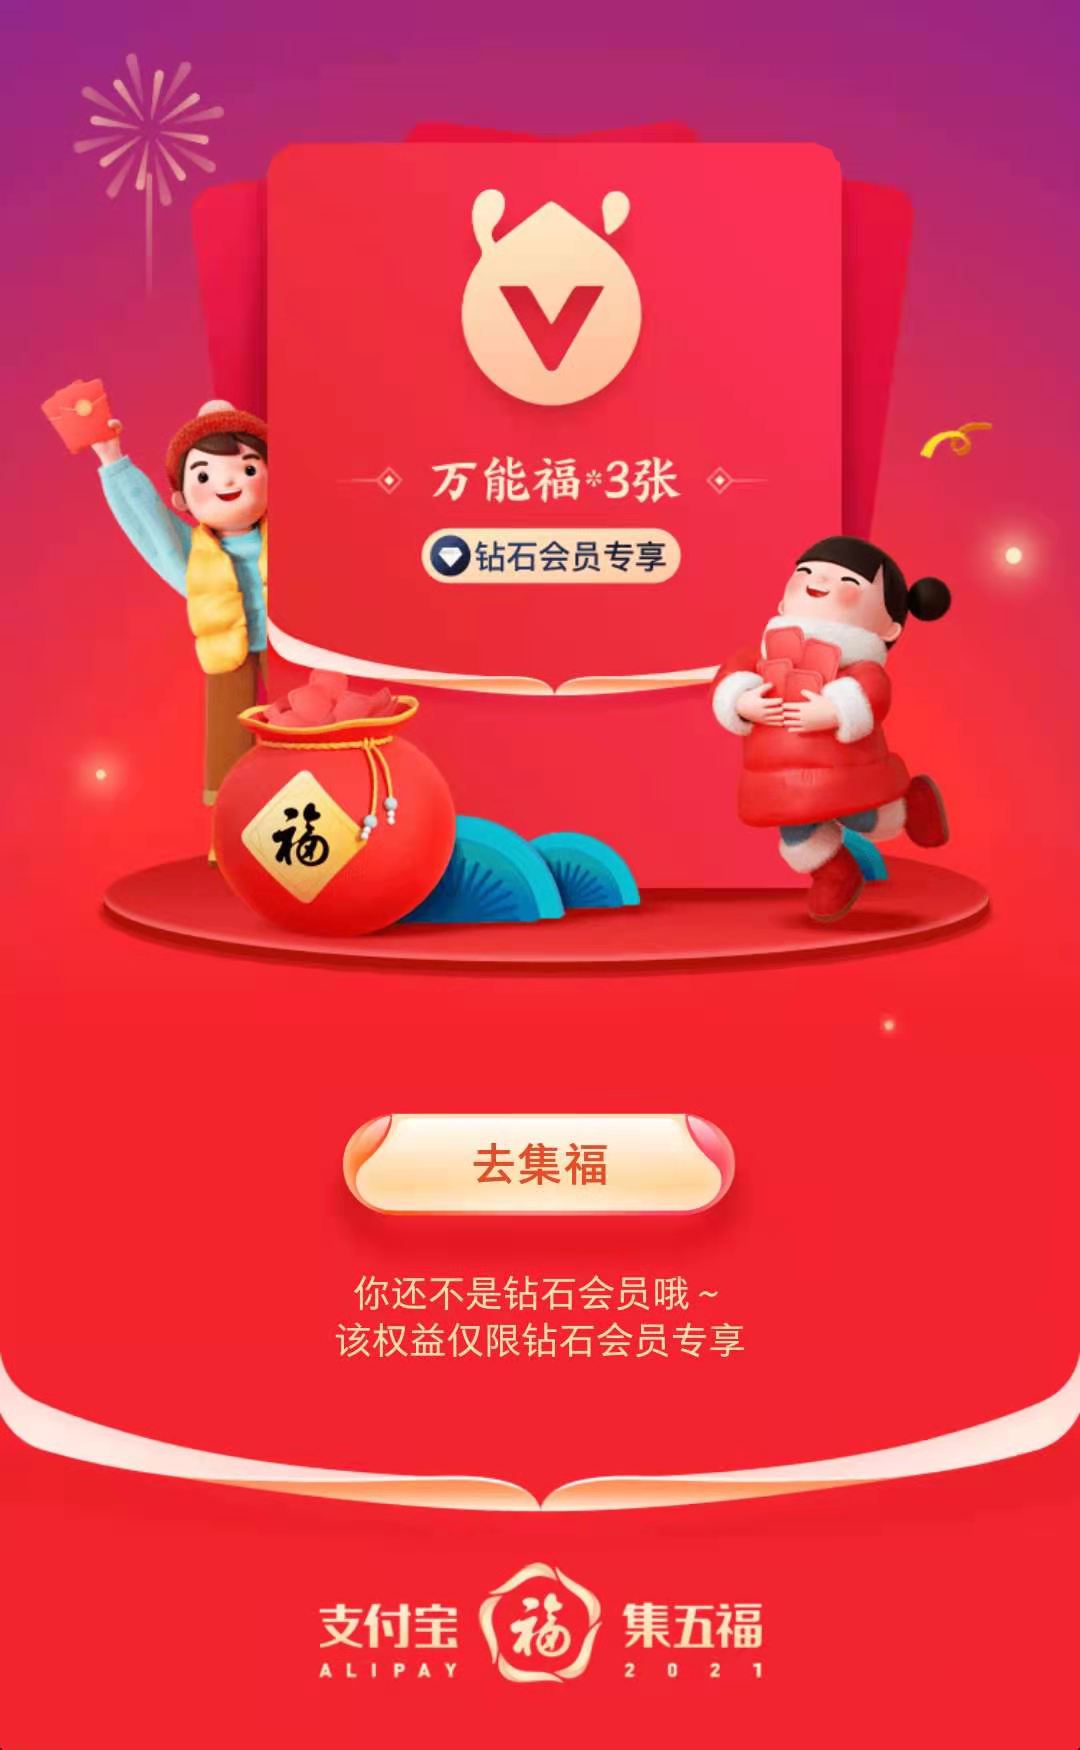 V
万能福*3张
钻石会员专享
福
去集福
你还不是钻石会员哦～
该权益仅限钻石会员专享
支付宝 福 集五福
ALIPAY 2021